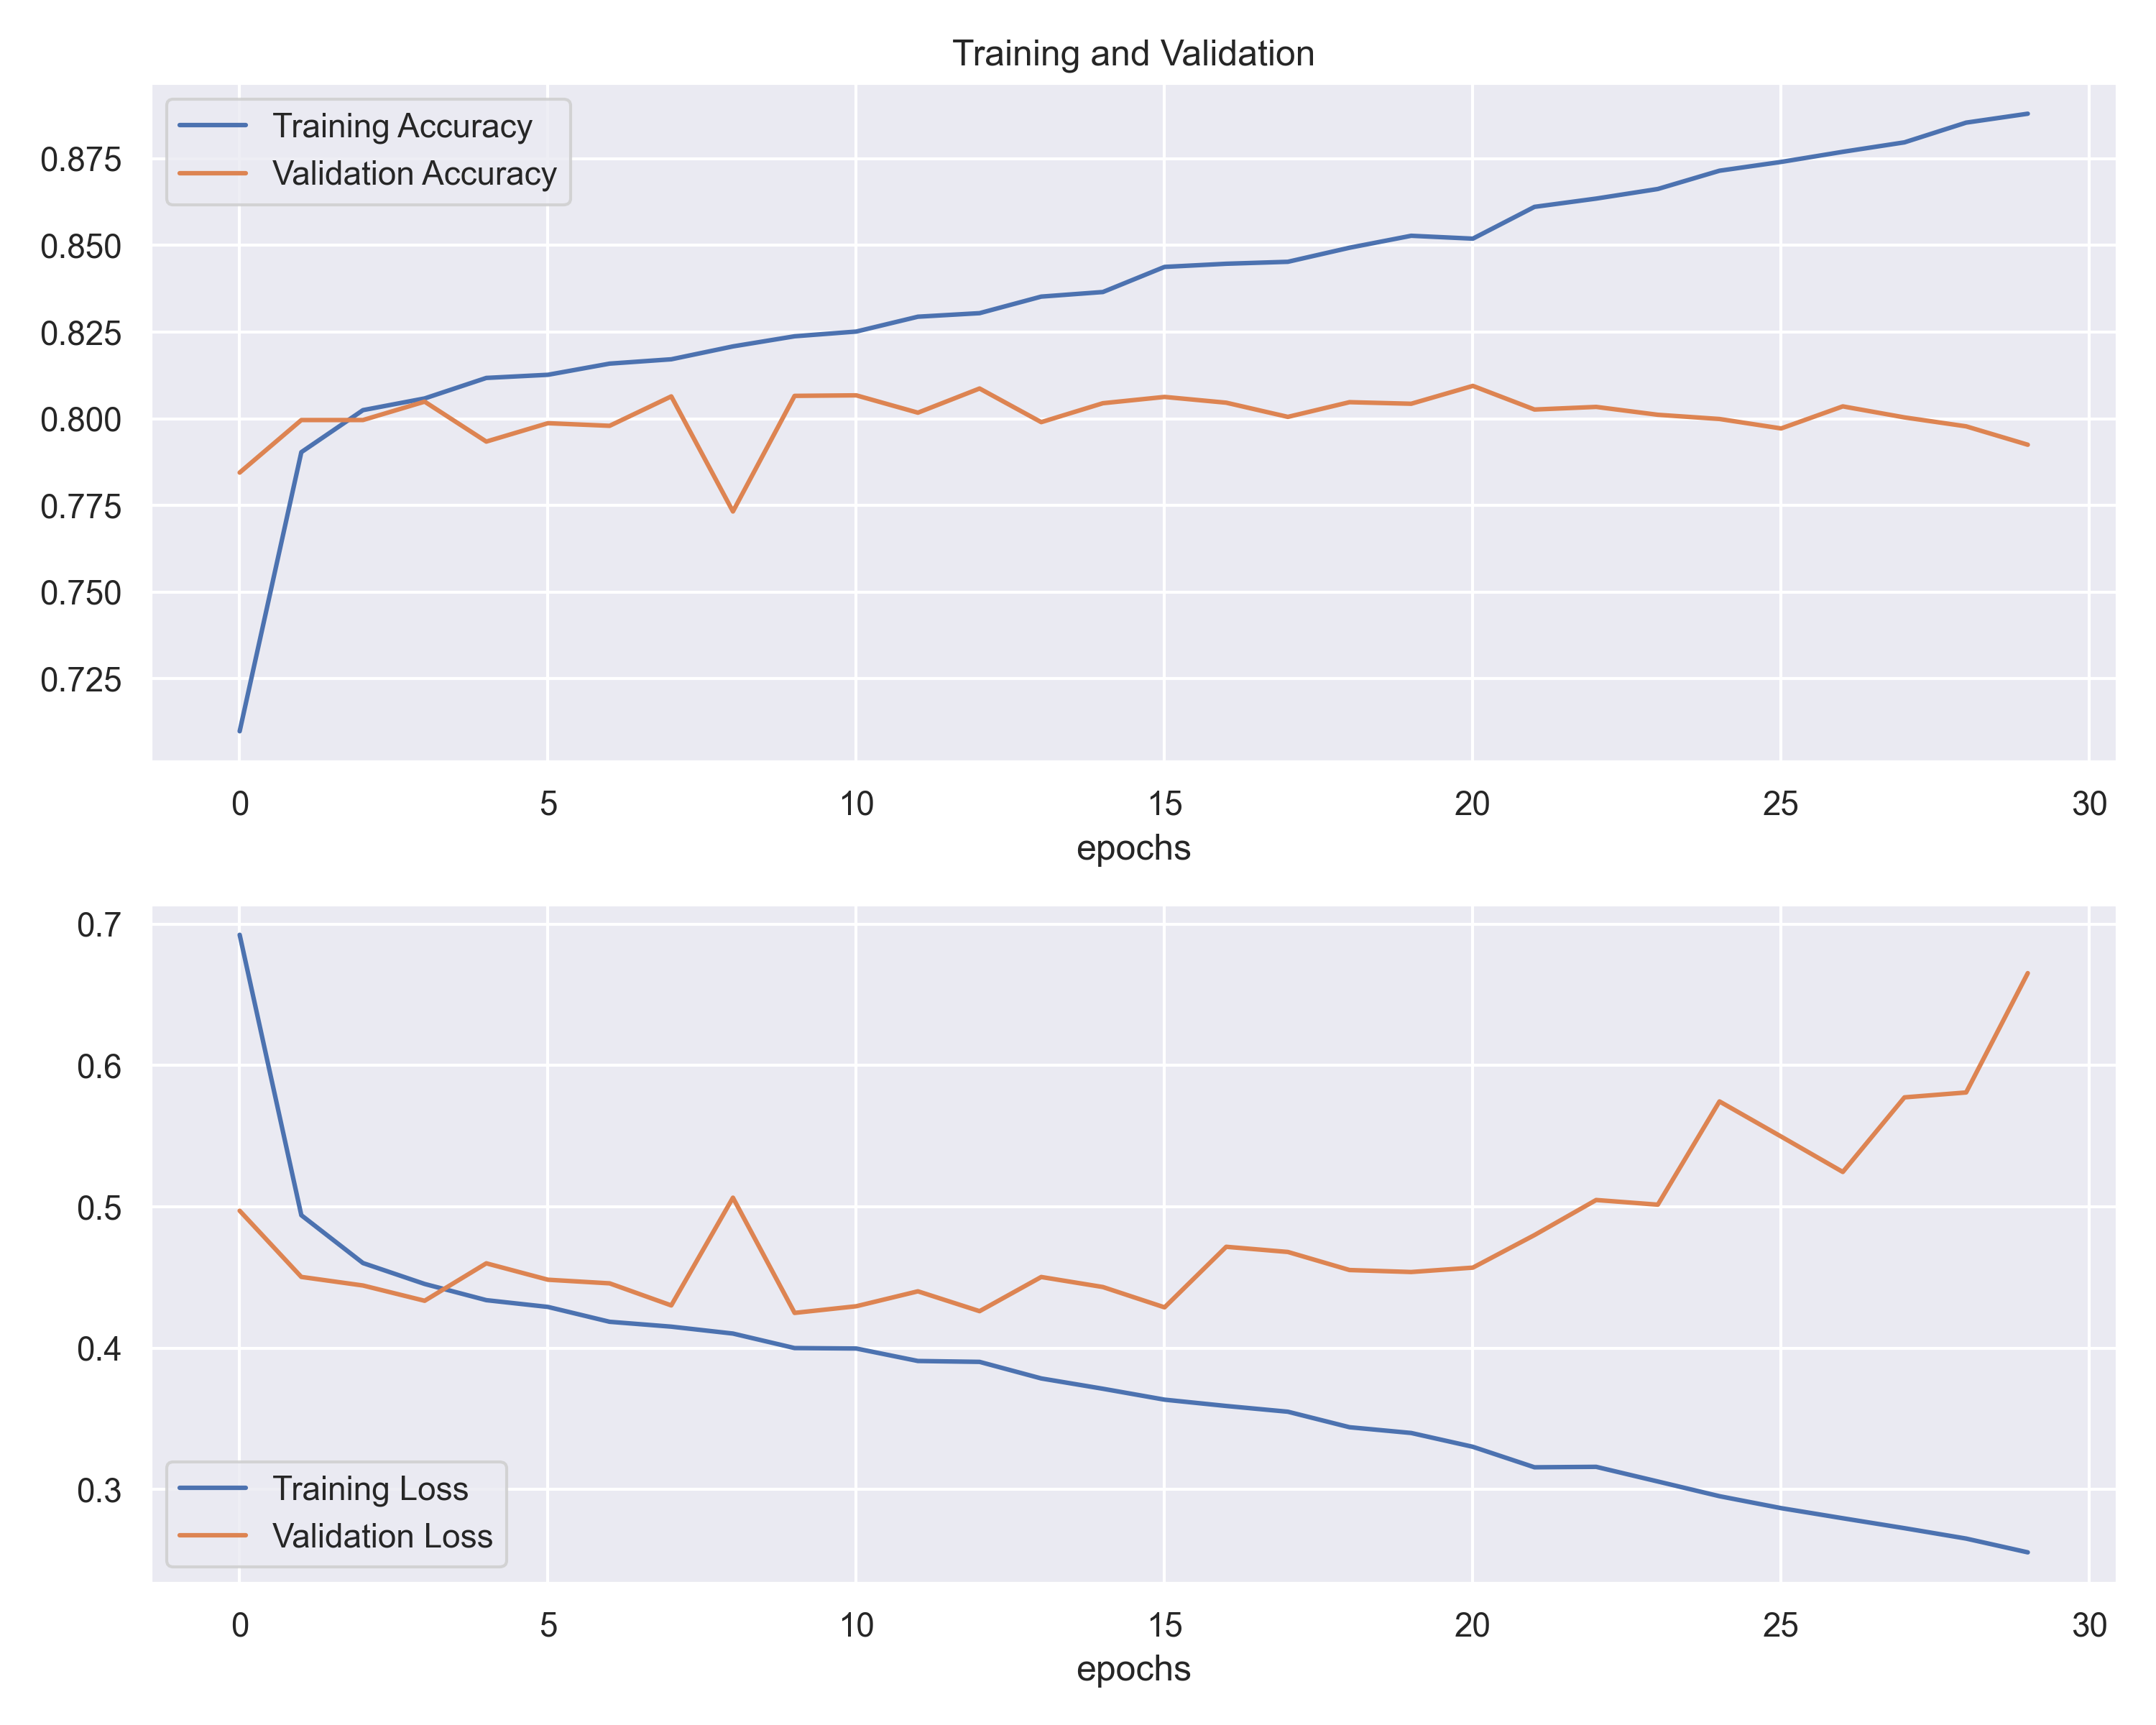 Training and Validation
Training Accuracy
Validation Accuracy
0.875
0.850
0.825
0.800
0.775
0.750
0.725
0 5 10 15 20 25 30
epochs
0.7
0.6
0.5
0.4
0.3
Training Loss
Validation Loss
0 5 10 15 20 25 30
epochs